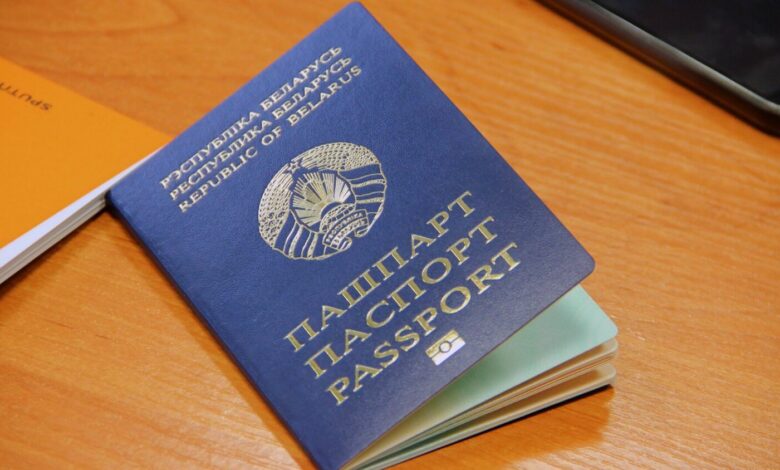 РЭСПУБЛІКА БЕЛАРУСЬ
РЕСПУБЛИКА БЕЛАРУСЬ
REPUBLIC OF BELARUS
ПАШПАРТ
ПАСПОРТ
PASSPORT